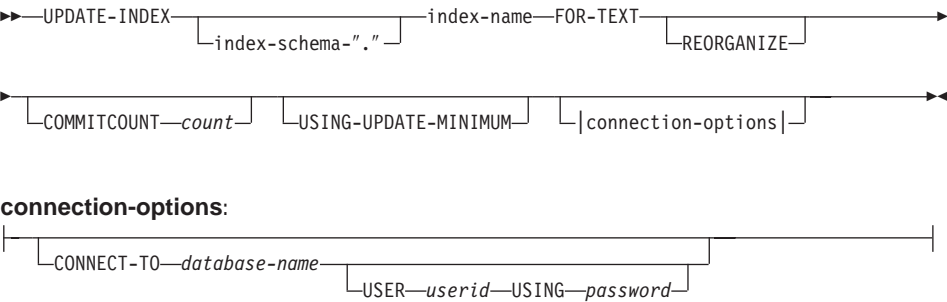 UPDATE-INDEX index-name FOR-TEXT
index-schema-"." REORGANIZE
COMMITCOUNT count USING-UPDATE-MINIMUM connection-options
connection-options:
CONNECT-TO database-name
USER userid USING password